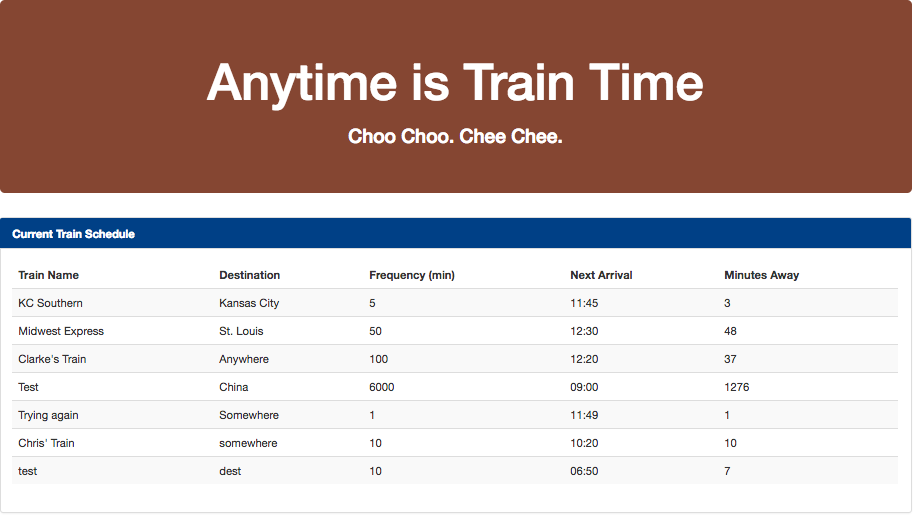 Anytime is Train Time
Choo Choo. Chee Chee.
Current Train Schedule
Train Name Destination Frequency (min) Next Arrival Minutes Away
KC Southern Kansas City 5 11:45 3
Midwest Express St. Louis 50 12:30 48
Clarke's Train Anywhere 100 12:20 37
Test China 6000 09:00 1276
Trying again Somewhere 1 11:49 1
Chris' Train somewhere 10 10:20 10
test dest 10 06:50 7